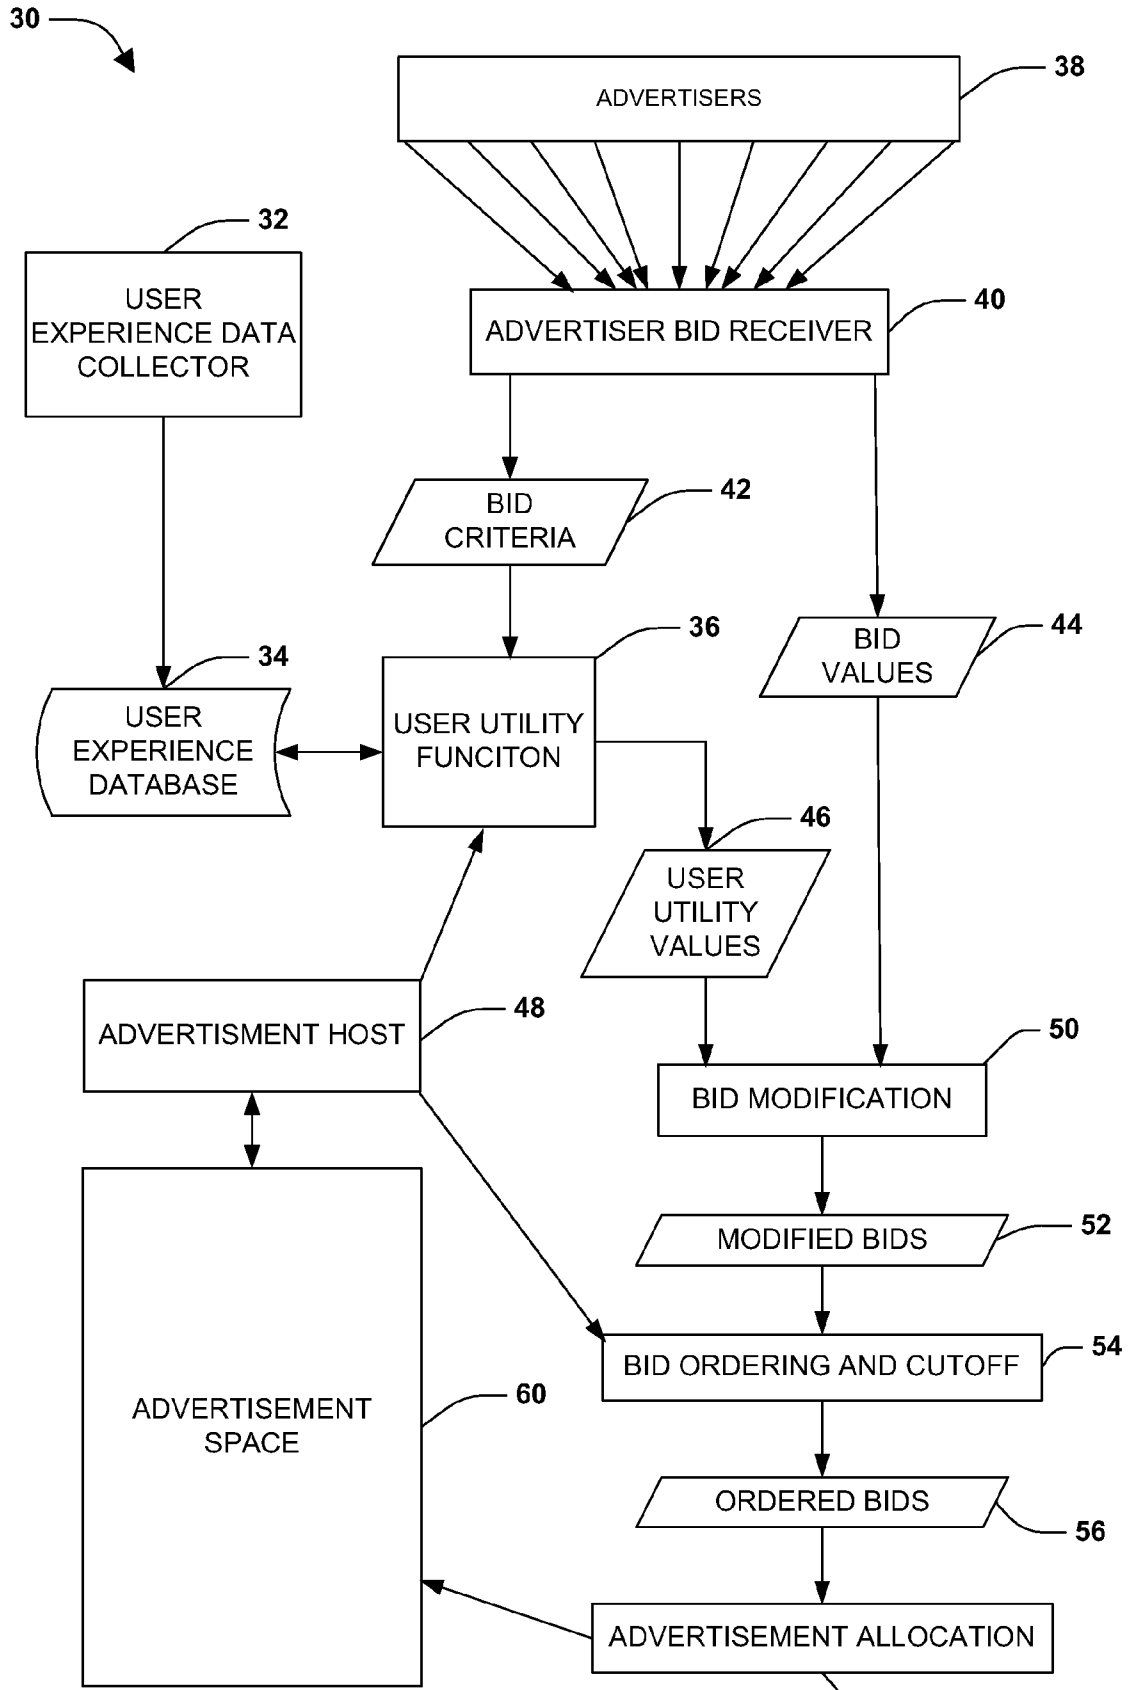 30
38
ADVERTISERS
32
USER
EXPERIENCE DATA
COLLECTOR
40
ADVERTISER BID RECEIVER
42
BID
CRITERIA
36
44
BID
VALUES
34
USER
EXPERIENCE
DATABASE
USER UTILITY
FUNCITON
46
USER
UTILITY
VALUES
48
ADVERTISMENT HOST
50
BID MODIFICATION
52
MODIFIED BIDS
54
BID ORDERING AND CUTOFF
60
ADVERTISEMENT
SPACE
ORDERED BIDS
56
ADVERTISEMENT ALLOCATION